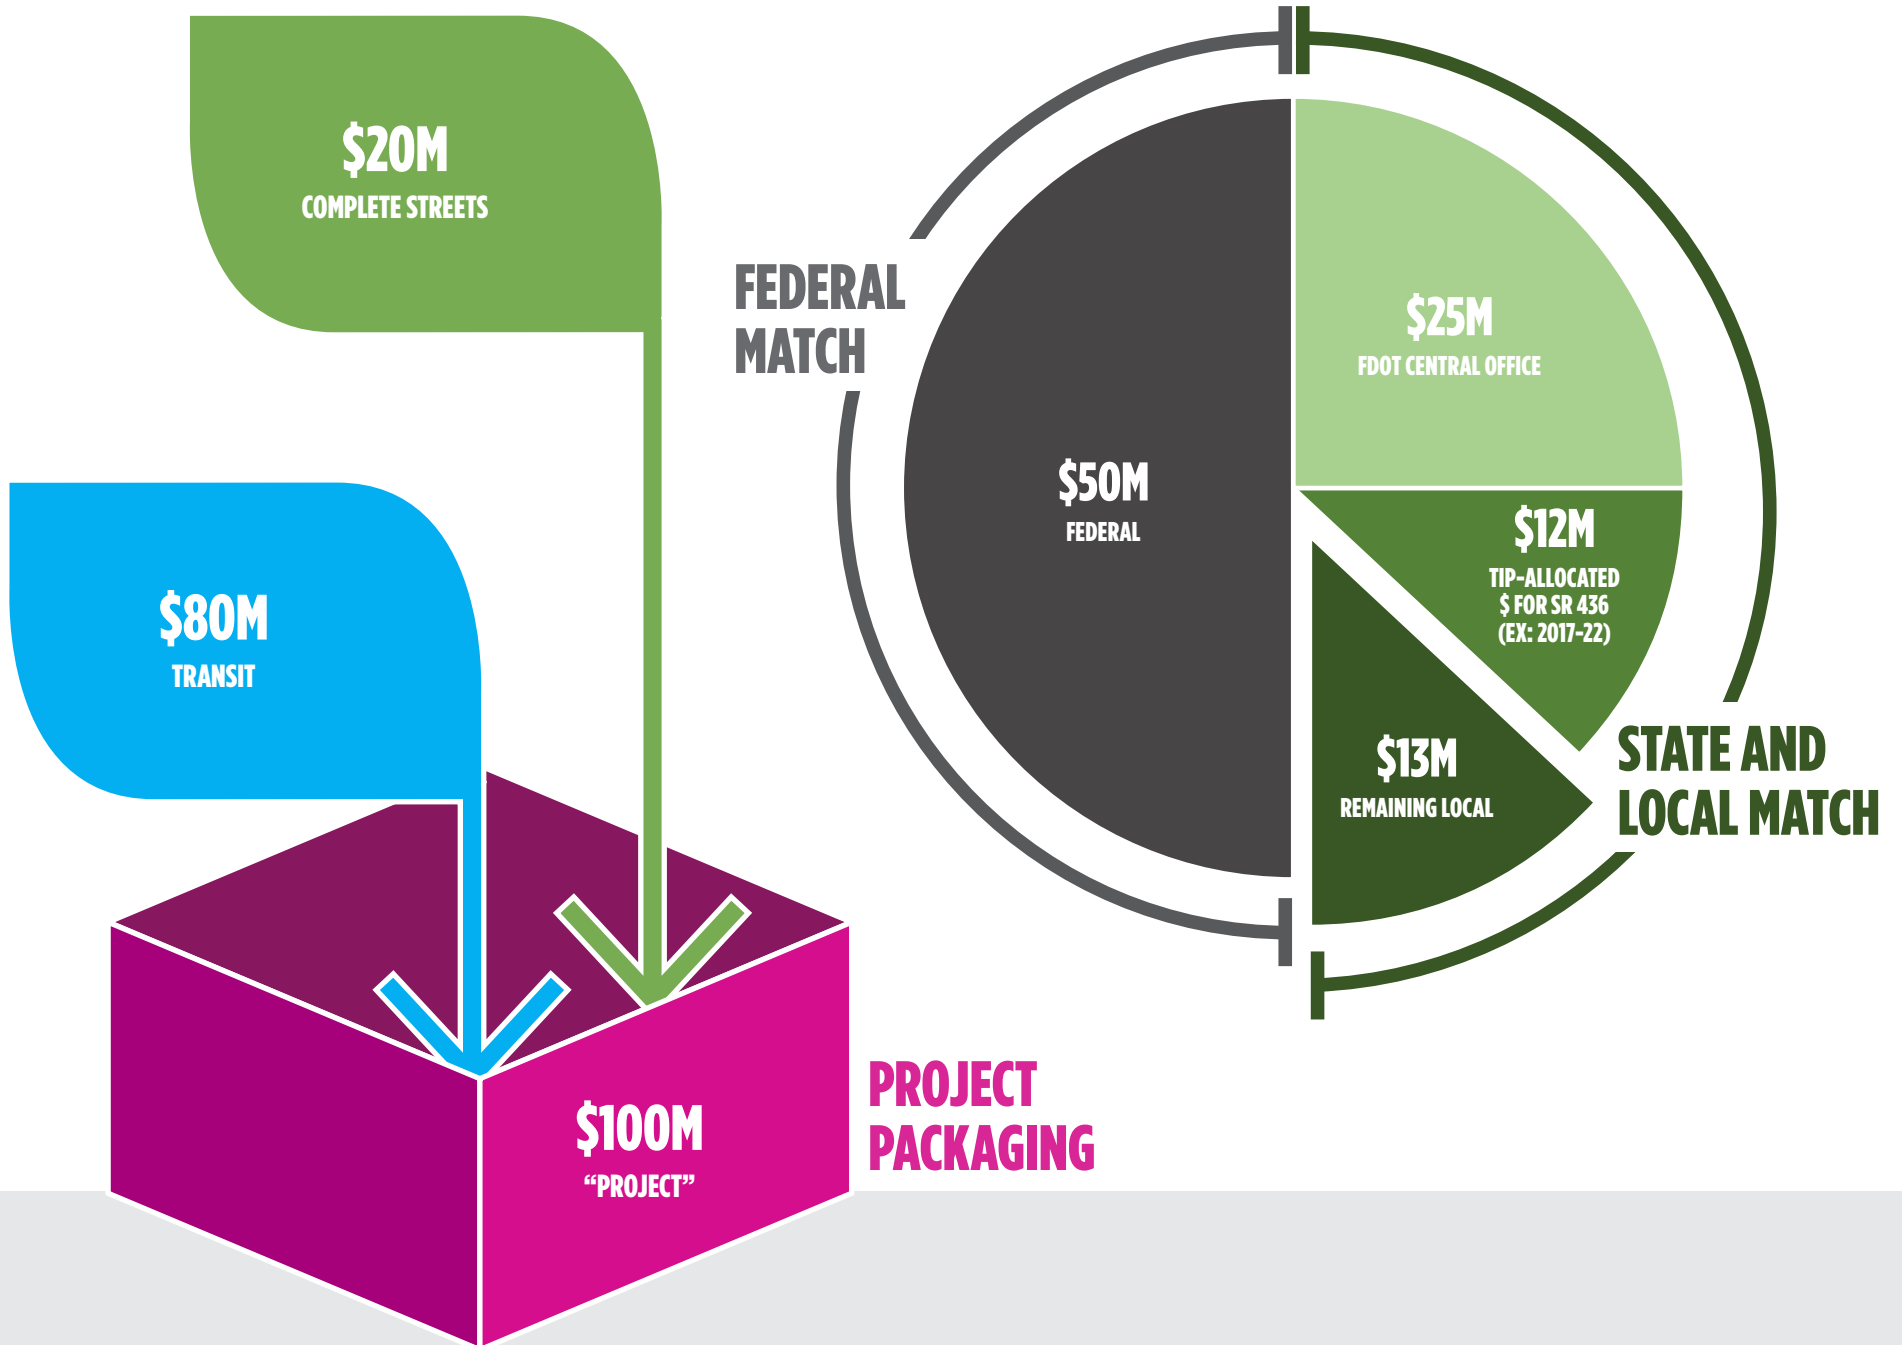 $20M
COMPLETE STREETS
$80M
TRANSIT
$100M
“PROJECT”
PROJECT
PACKAGING
FEDERAL
MATCH
$50M
FEDERAL
$25M
FDOT CENTRAL OFFICE
$12M
TIP-ALLOCATED
$ FOR SR 436
(EX: 2017-22)
$13M
REMAINING LOCAL
STATE AND
LOCAL MATCH